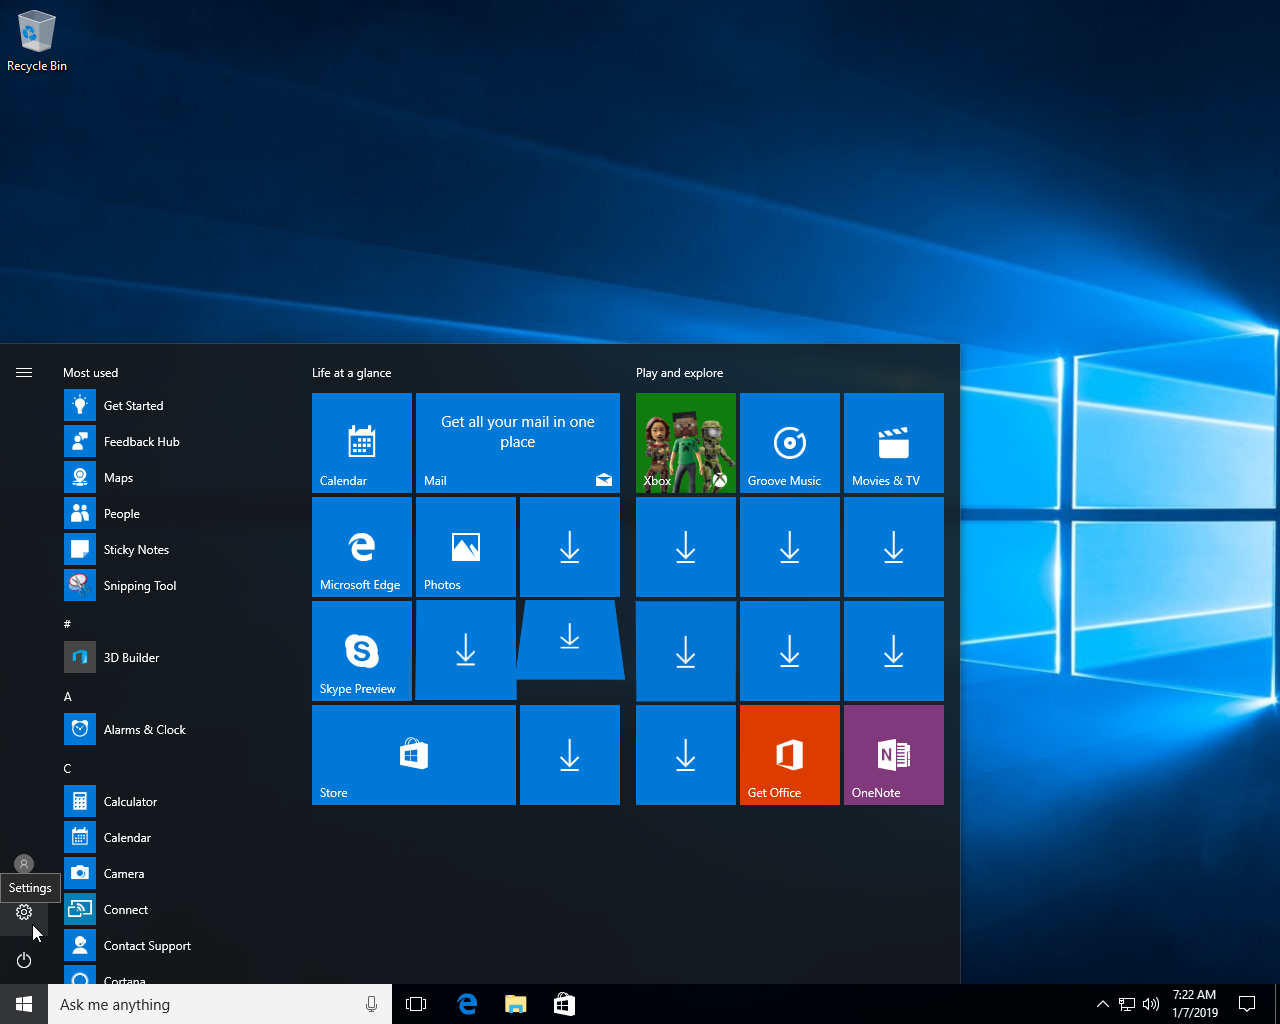 Recycle Bin
Most used
Get Started
Feedback Hub
Maps
People
Sticky Notes
Snipping Tool
#
3D Builder
A
Alarms & Clock
C
Calculator
Calendar
Camera
Connect
Contact Support
Cortana
Settings
Life at a glance
Calendar
Get all your mail in one
place
Mail
Microsoft Edge
Photos
Skype Preview
Store
Play and explore
Xbox
Groove Music
Movies & TV
Get Office
OneNote
Ask me anything
7:22 AM
1/7/2019